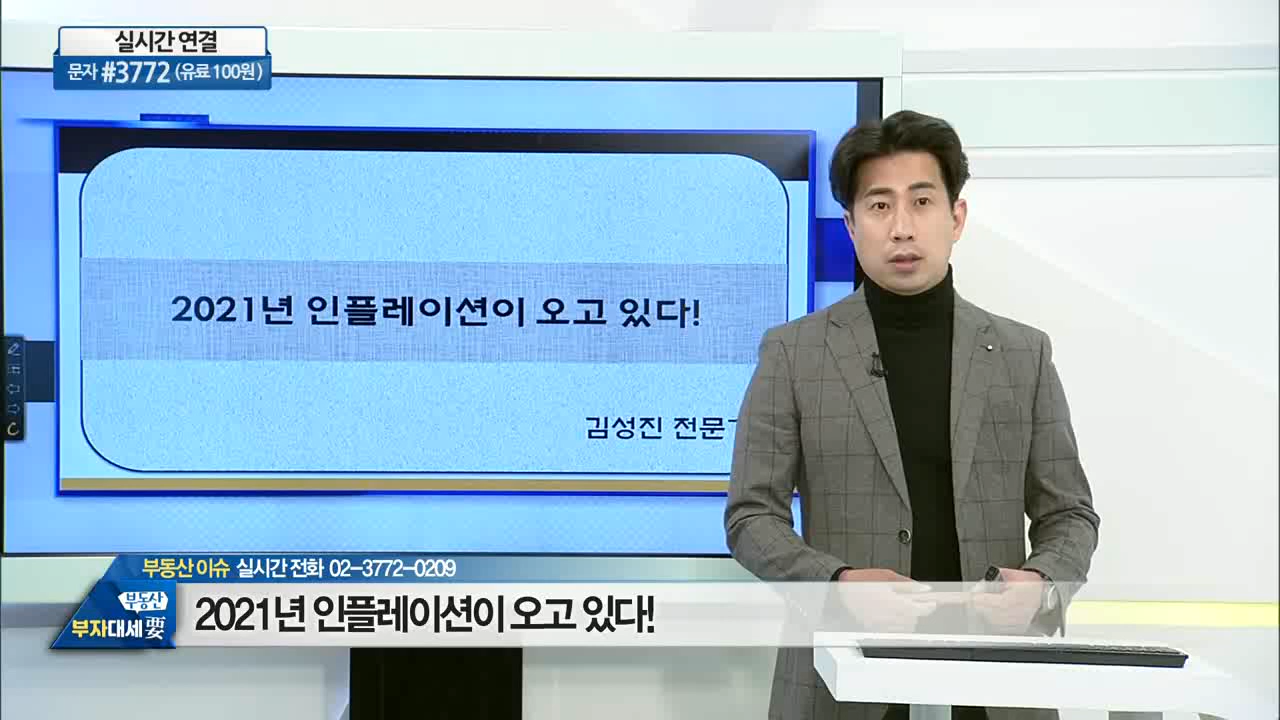 실시간 연결
문자 #3772 (유료 100원)
2021년 인플레이션이 오고 있다!
김성진 전문
부동산 이슈 실시간 전화 02-3772-0209
부동산
부자대세 要
2021년 인플레이션이 오고 있다!